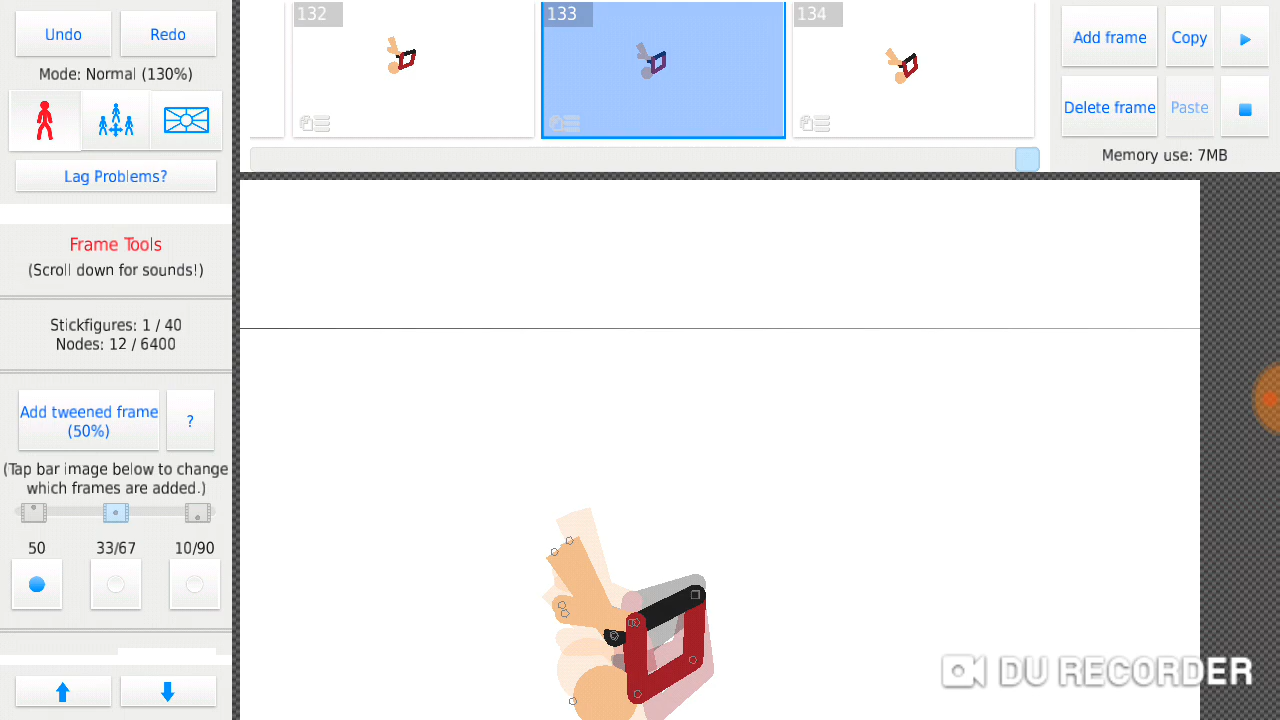 Undo
Redo
Mode: Normal (130%)
Lag Problems?
Frame Tools
(Scroll down for sounds!)
Stickfigures: 1 / 40
Nodes: 12 / 6400
Add tweened frame
(50%)
?
(Tap bar image below to change
which frames are added.)
50
33/67
10/90
132
133
134
Add frame
Copy
Delete frame
Paste
Memory use: 7MB
DU RECORDER